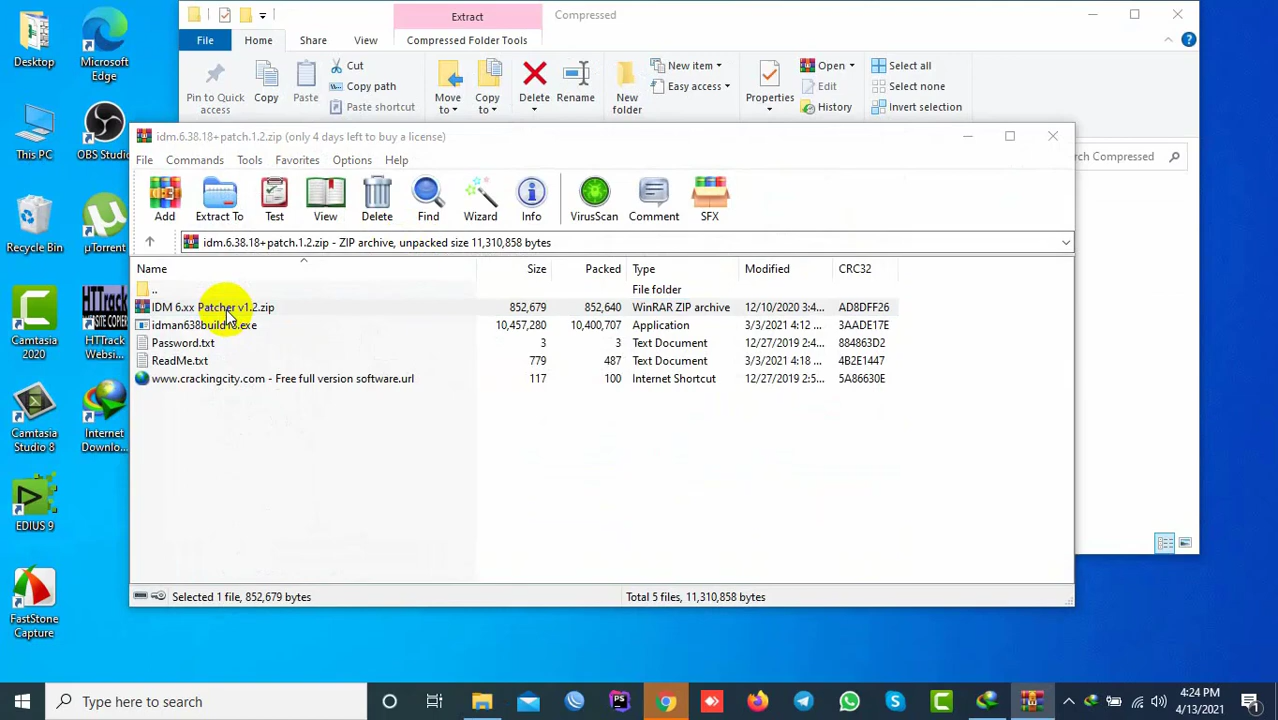 Extract
Compressed
File
Home
Share
View
Compressed Folder Tools
Pin to Quick access
Copy
Paste
Cut
Copy path
Paste shortcut
Move to
Copy to
Delete
Rename
New folder
New item
Easy access
Properties
Open
Edit
History
Select all
Select none
Invert selection
rch Compressed
idm.6.38.18+patch.1.2.zip (only 4 days left to buy a license)
File Commands Tools Favorites Options Help
Add Extract To Test View Delete Find Wizard Info VirusScan Comment SFX
idm.6.38.18+patch.1.2.zip - ZIP archive, unpacked size 11,310,858 bytes
Name Size Packed Type Modified CRC32
.. File folder
IDM 6.xx Patcher v1.2.zip 852,679 852,640 WinRAR ZIP archive 12/10/2020 3:4... AD8DFF26
idman638build .exe 10,457,280 10,400,707 Application 3/3/2021 4:12 ... 3AADE17E
Password.txt 3 3 Text Document 12/27/2019 2:4... 884863D2
ReadMe.txt 779 487 Text Document 3/3/2021 4:18 ... 4B2E1447
www.crackingcity.com - Free full version software.url 117 100 Internet Shortcut 12/27/2019 2:5... 5A86630E
Selected 1 file, 852,679 bytes
Total 5 files, 11,310,858 bytes
Desktop
Microsoft Edge
This PC
OBS Studio
Recycle Bin
µTorrent
Camtasia 2020
HTTrack
WEBSITE COPIER
HTTrack Websi...
Camtasia Studio 8
Internet Downlo...
EDIUS 9
FastStone Capture
Type here to search
PS
4:24 PM
4/13/2021
1